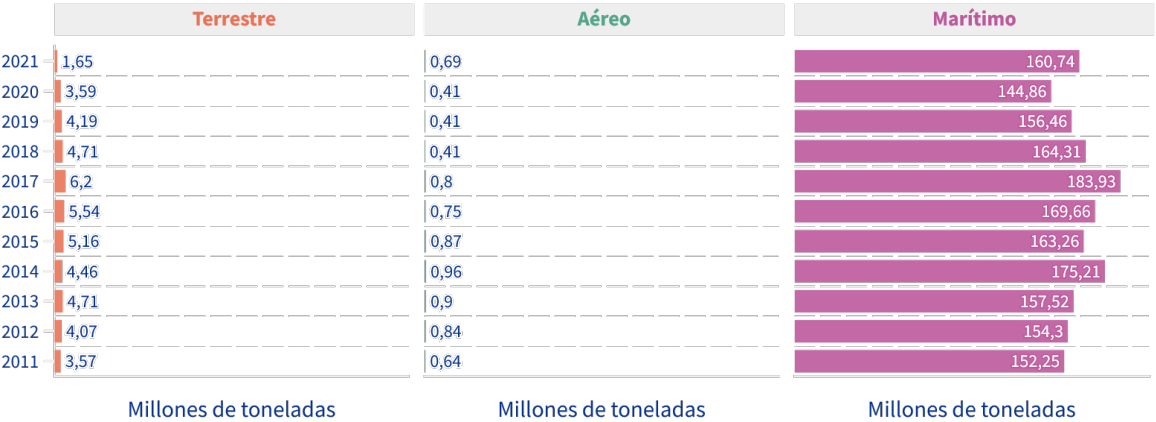 Terrestre Aéreo Marítimo
2021 1,65 0,69 160,74
2020 3,59 0,41 144,86
2019 4,19 0,41 156,46
2018 4,71 0,41 164,31
2017 6,2 0,8 183,93
2016 5,54 0,75 169,66
2015 5,16 0,87 163,26
2014 4,46 0,96 175,21
2013 4,71 0,9 157,52
2012 4,07 0,84 154,3
2011 3,57 0,64 152,25
Millones de toneladas Millones de toneladas Millones de toneladas